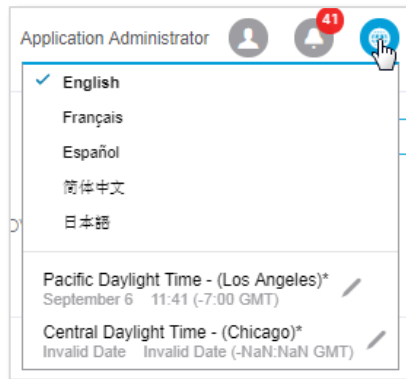 Application Administrator
41
English
Français
Español
简体中文
日本語
Pacific Daylight Time - (Los Angeles)*
September 6 11:41 (-7:00 GMT)
Central Daylight Time - (Chicago)*
Invalid Date Invalid Date (-NaN:NaN GMT)